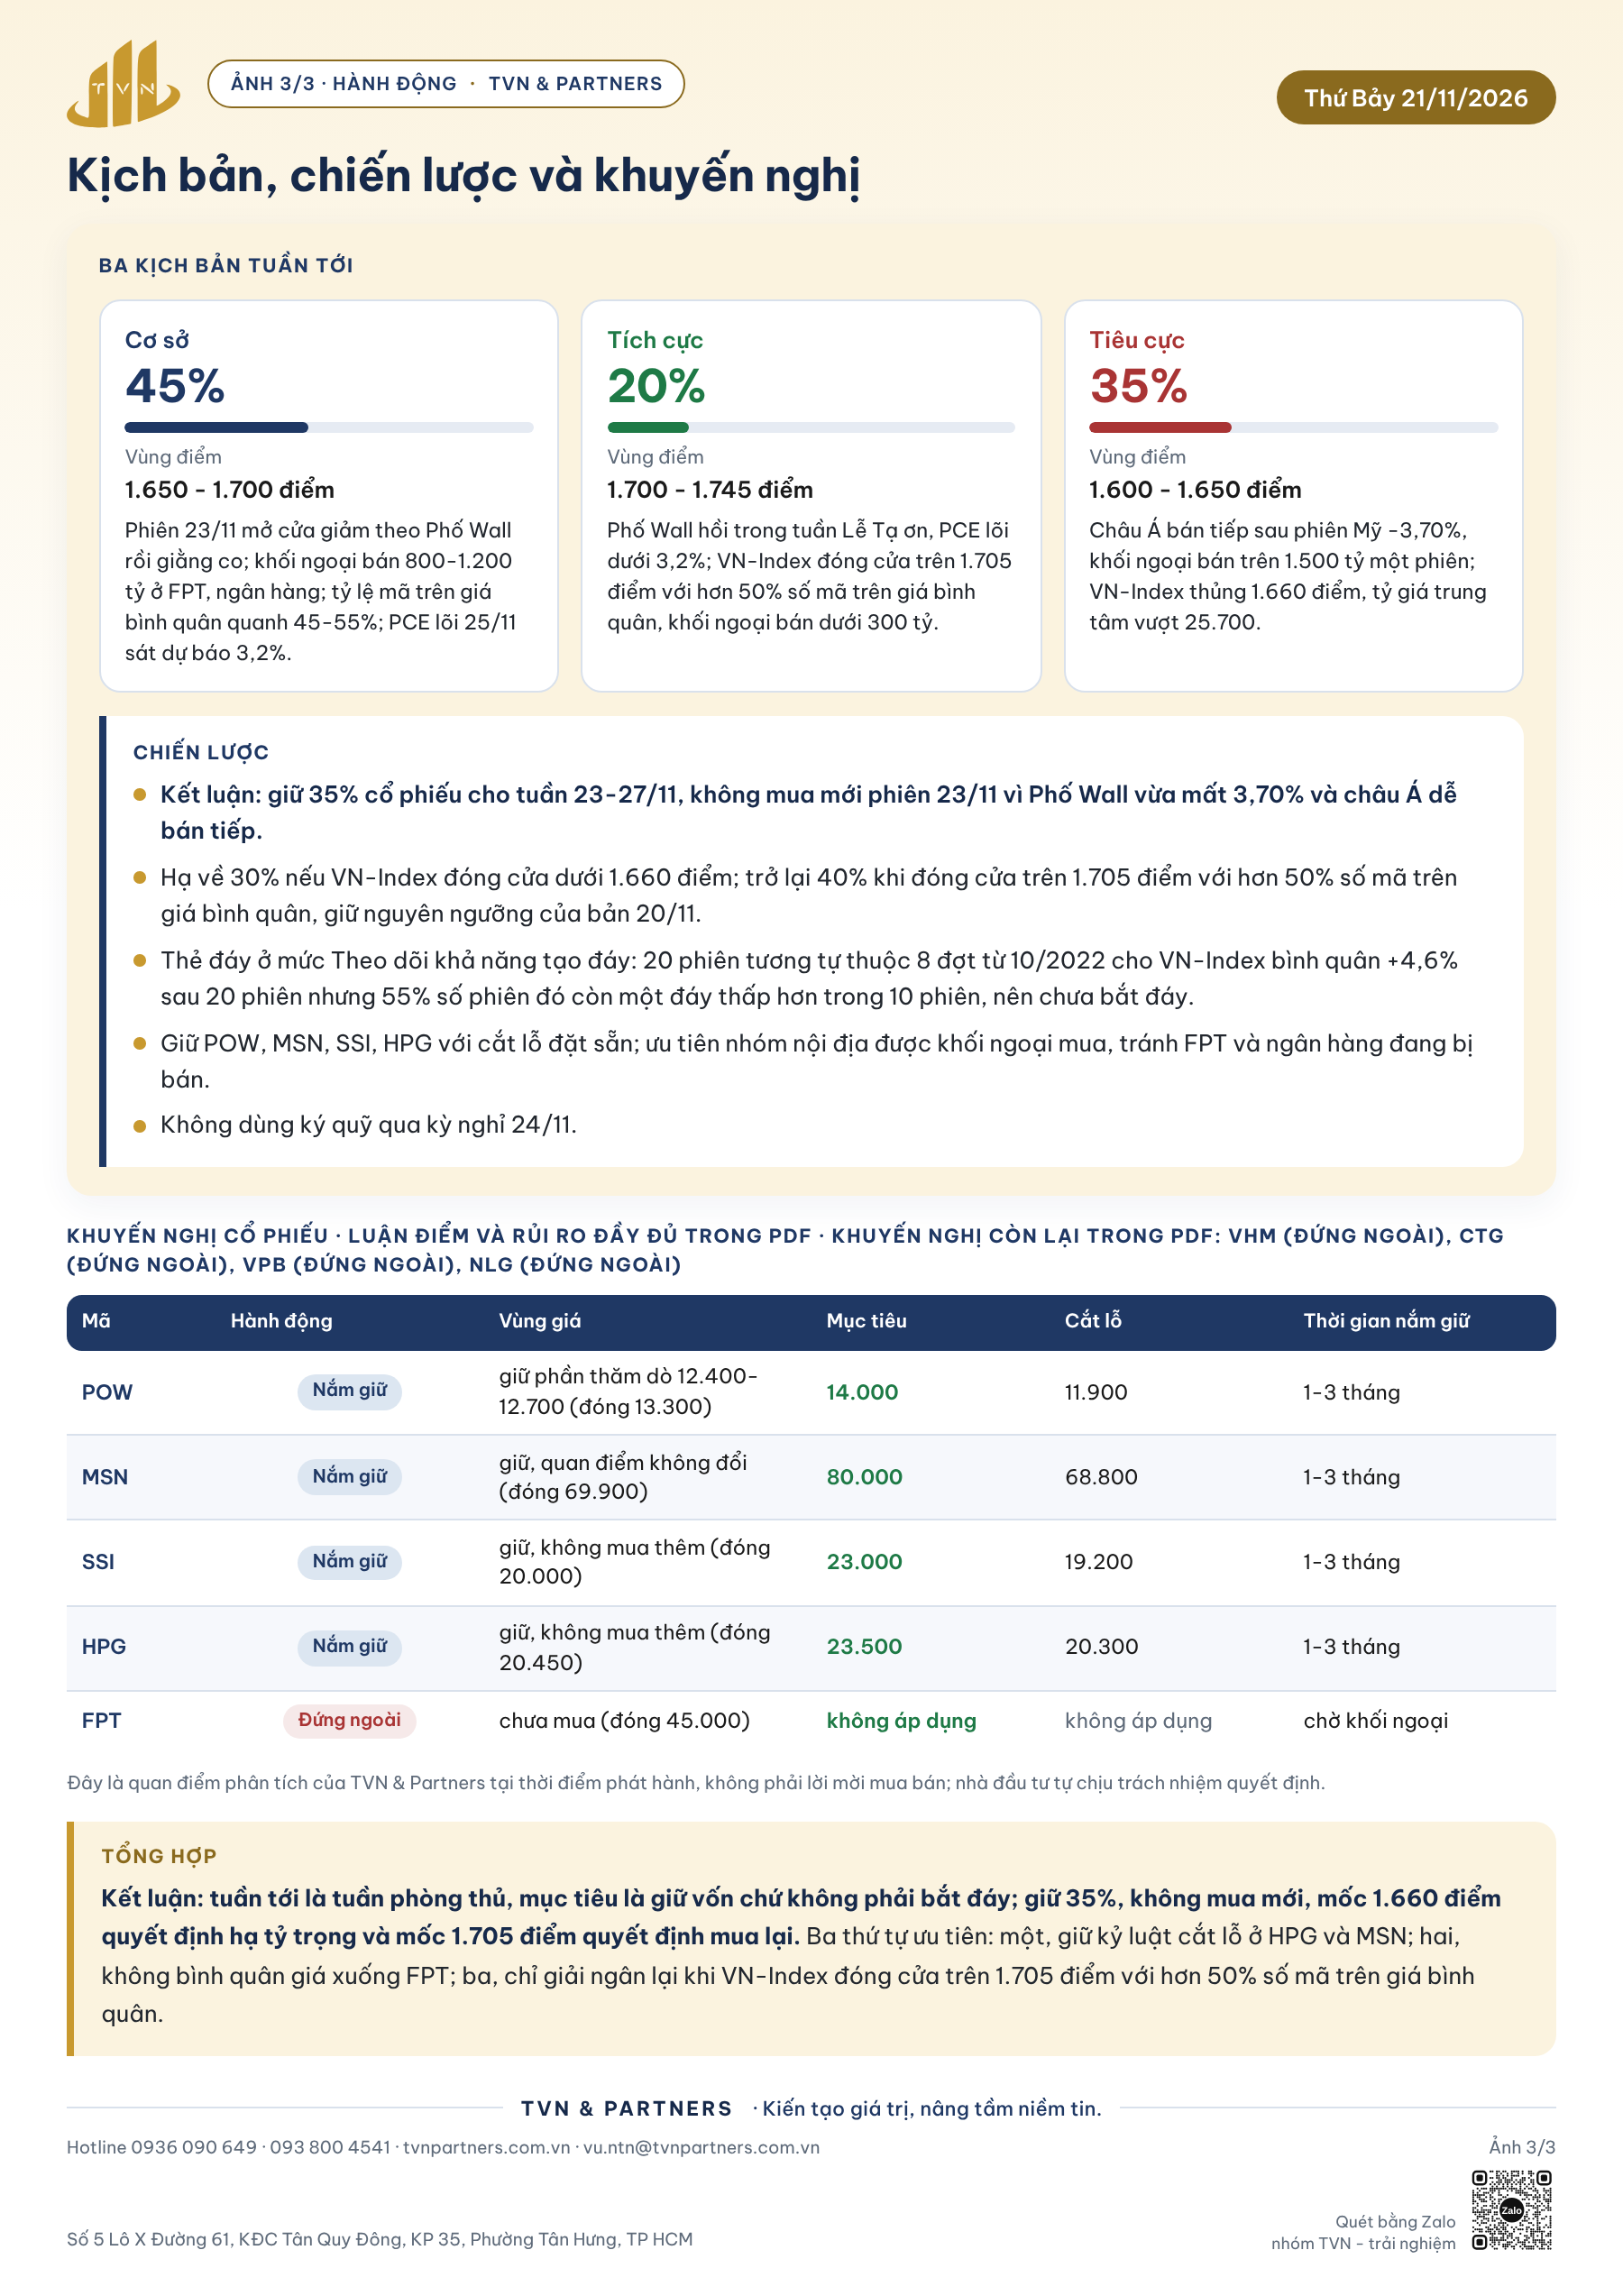 TVN
ẢNH 3/3 · HÀNH ĐỘNG · TVN & PARTNERS
Thứ Bảy 21/11/2026
Kịch bản, chiến lược và khuyến nghị
BA KỊCH BẢN TUẦN TỚI
Cơ sở
45%
Vùng điểm
1.650 - 1.700 điểm
Phiên 23/11 mở cửa giảm theo Phố Wall
rồi giằng co; khối ngoại bán 800-1.200
tỷ ở FPT, ngân hàng; tỷ lệ mã trên giá
bình quân quanh 45-55%; PCE lõi 25/11
sát dự báo 3,2%.
Tích cực
20%
Vùng điểm
1.700 - 1.745 điểm
Phố Wall hồi trong tuần Lễ Tạ ơn, PCE lõi
dưới 3,2%; VN-Index đóng cửa trên 1.705
điểm với hơn 50% số mã trên giá bình
quân, khối ngoại bán dưới 300 tỷ.
Tiêu cực
35%
Vùng điểm
1.600 - 1.650 điểm
Châu Á bán tiếp sau phiên Mỹ -3,70%,
khối ngoại bán trên 1.500 tỷ một phiên;
VN-Index thủng 1.660 điểm, tỷ giá trung
tâm vượt 25.700.
CHIẾN LƯỢC
Kết luận: giữ 35% cổ phiếu cho tuần 23-27/11, không mua mới phiên 23/11 vì Phố Wall vừa mất 3,70% và châu Á dễ
bán tiếp.
Hạ về 30% nếu VN-Index đóng cửa dưới 1.660 điểm; trở lại 40% khi đóng cửa trên 1.705 điểm với hơn 50% số mã trên
giá bình quân, giữ nguyên ngưỡng của bản 20/11.
Thẻ đáy ở mức Theo dõi khả năng tạo đáy: 20 phiên tương tự thuộc 8 đợt từ 10/2022 cho VN-Index bình quân +4,6%
sau 20 phiên nhưng 55% số phiên đó còn một đáy thấp hơn trong 10 phiên, nên chưa bắt đáy.
Giữ POW, MSN, SSI, HPG với cắt lỗ đặt sẵn; ưu tiên nhóm nội địa được khối ngoại mua, tránh FPT và ngân hàng đang bị
bán.
Không dùng ký quỹ qua kỳ nghỉ 24/11.
KHUYẾN NGHỊ CỔ PHIẾU · LUẬN ĐIỂM VÀ RỦI RO ĐẦY ĐỦ TRONG PDF · KHUYẾN NGHỊ CÒN LẠI TRONG PDF: VHM (ĐỨNG NGOÀI), CTG
(ĐỨNG NGOÀI), VPB (ĐỨNG NGOÀI), NLG (ĐỨNG NGOÀI)
Mã Hành động Vùng giá Mục tiêu Cắt lỗ Thời gian nắm giữ
POW Nắm giữ giữ phần thăm dò 12.400-
12.700 (đóng 13.300) 14.000 11.900 1-3 tháng
MSN Nắm giữ giữ, quan điểm không đổi
(đóng 69.900) 80.000 68.800 1-3 tháng
SSI Nắm giữ giữ, không mua thêm (đóng
20.000) 23.000 19.200 1-3 tháng
HPG Nắm giữ giữ, không mua thêm (đóng
20.450) 23.500 20.300 1-3 tháng
FPT Đứng ngoài chưa mua (đóng 45.000) không áp dụng không áp dụng chờ khối ngoại
Đây là quan điểm phân tích của TVN & Partners tại thời điểm phát hành, không phải lời mời mua bán; nhà đầu tư tự chịu trách nhiệm quyết định.
TỔNG HỢP
Kết luận: tuần tới là tuần phòng thủ, mục tiêu là giữ vốn chứ không phải bắt đáy; giữ 35%, không mua mới, mốc 1.660 điểm
quyết định hạ tỷ trọng và mốc 1.705 điểm quyết định mua lại. Ba thứ tự ưu tiên: một, giữ kỷ luật cắt lỗ ở HPG và MSN; hai,
không bình quân giá xuống FPT; ba, chỉ giải ngân lại khi VN-Index đóng cửa trên 1.705 điểm với hơn 50% số mã trên giá bình
quân.
TVN & PARTNERS · Kiến tạo giá trị, nâng tầm niềm tin.
Hotline 0936 090 649 · 093 800 4541 · tvnpartners.com.vn · vu.ntn@tvnpartners.com.vn
Ảnh 3/3
Zalo
Quét bằng Zalo
nhóm TVN - trải nghiệm
Số 5 Lô X Đường 61, KĐC Tân Quy Đông, KP 35, Phường Tân Hưng, TP HCM